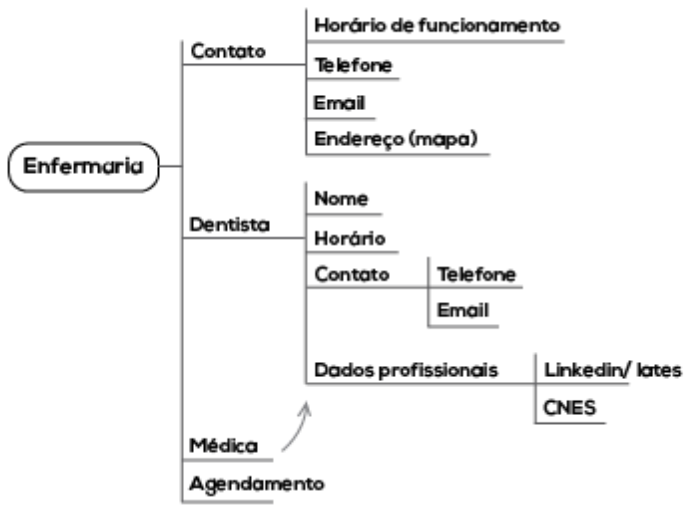 Enfermaria
Contato
Horário de funcionamento
Telefone
Email
Endereço (mapa)
Dentista
Nome
Horário
Contato
Telefone
Email
Dados profissionais
Linkedin/ lates
CNES
Médica
Agendamento